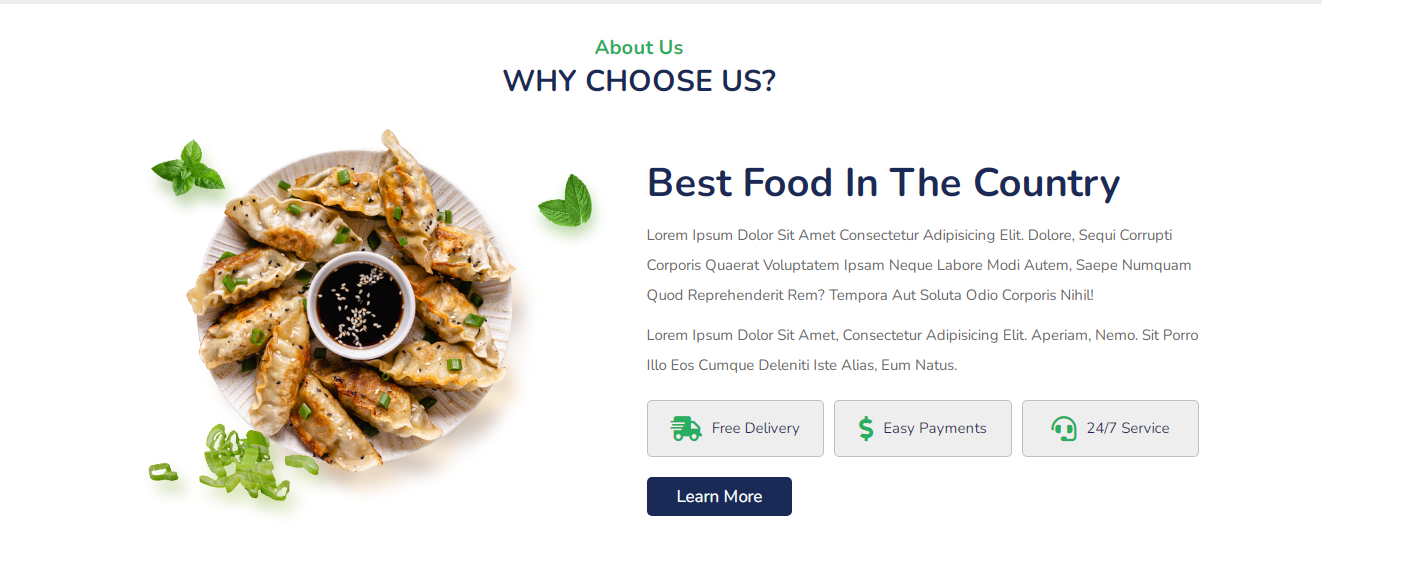 About Us
WHY CHOOSE US?
Best Food In The Country
Lorem Ipsum Dolor Sit Amet Consectetur Adipisicing Elit. Dolore, Sequi Corrupti
Corporis Quaerat Voluptatem Ipsam Neque Labore Modi Autem, Saepe Numquam
Quod Reprehenderit Rem? Tempora Aut Soluta Odio Corporis Nihil!
Lorem Ipsum Dolor Sit Amet, Consectetur Adipisicing Elit. Aperiam, Nemo. Sit Porro
Illo Eos Cumque Deleniti Iste Alias, Eum Natus.
Free Delivery
$ Easy Payments
24/7 Service
Learn More